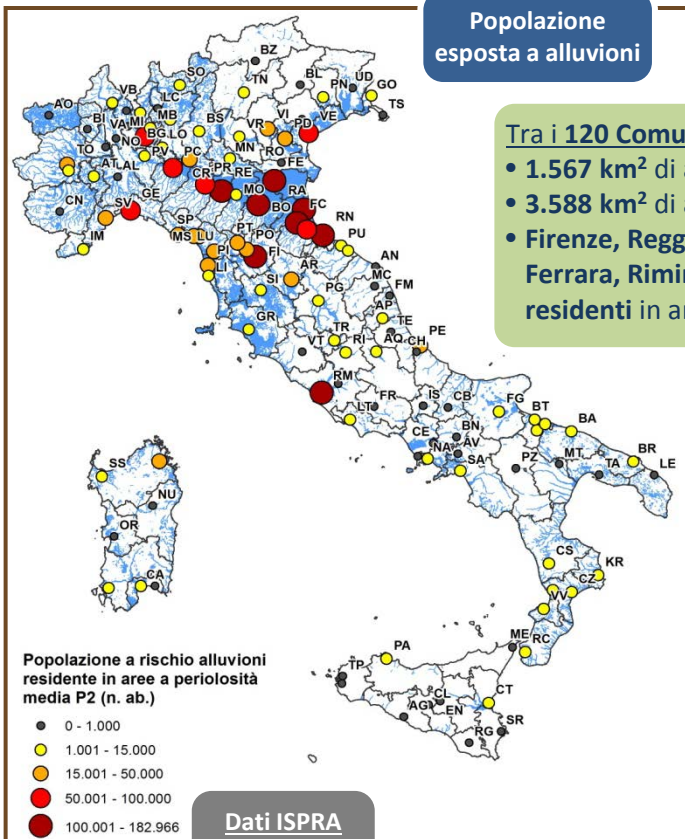 Popolazione
esposta a alluvioni
Tra i 120 Comu
• 1.567 km² di a
• 3.588 km² di a
• Firenze, Regg
Ferrara, Rimin
residenti in ar
BZ
SO
TN
BL
PN
UD
GO
TS
VB
LC
AO
BI
VA
MI
MB
BS
VR
VI
PD
VE
TO
NO
BG
LO
MN
RO
AT
AL
PV
PC
CR
PR
RE
FE
CN
SV
GE
MO
BO
RA
FC
RN
PU
IM
SP
MS
LU
PT
PO
PI
FI
LI
AR
AN
MC
FM
SI
PG
AP
GR
TR
TE
VT
RI
AQ
PE
CH
RM
LT
FR
IS
CB
FG
BT
BA
CE
BN
NA
AV
SA
PZ
MT
TA
BR
LE
SS
NU
OR
CA
CS
KR
CZ
VV
ME
RC
PA
TP
CL
CT
AG
EN
SR
RG
Popolazione a rischio alluvioni
residente in aree a periolosità
media P2 (n. ab.)
0 - 1.000
1.001 - 15.000
15.001 - 50.000
50.001 - 100.000
100.001 - 182.966
Dati ISPRA